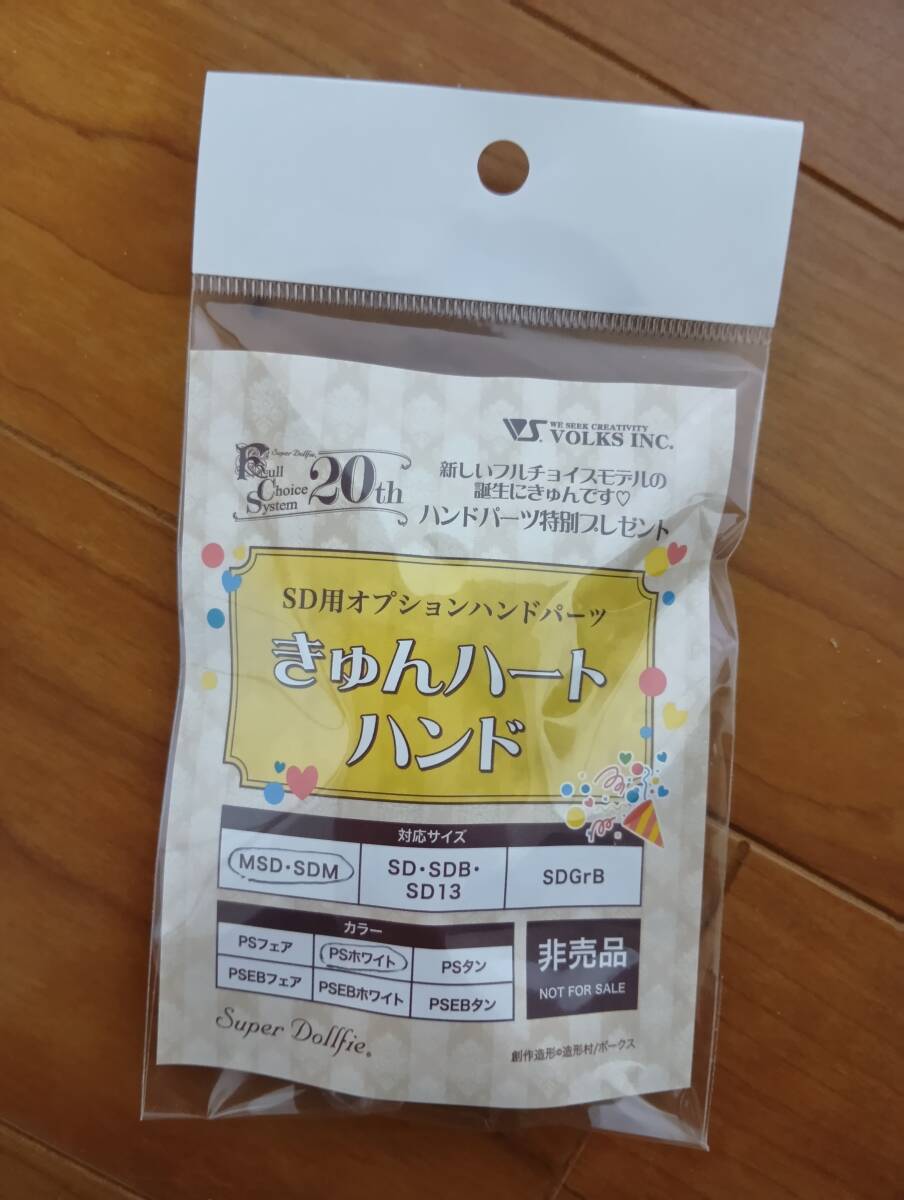 WE SEEK CREATIVITY
VS. VOLKS INC.
Super Dollfie®
Full Choice System 20th
新しいフルチョイスモデルの
誕生にきゅんです♡
ハンドパーツ特別プレゼント
SD用オプションハンドパーツ
きゅんハート
ハンド
対応サイズ
MSD・SDM
SD・SDB・
SD13
SDGrB
カラー
PSフェア PSホワイト PSタン
PSEBフェア PSEBホワイト PSEBタン
非売品
NOT FOR SALE
Super Dollfie®
創作造形©造形村/ボークス